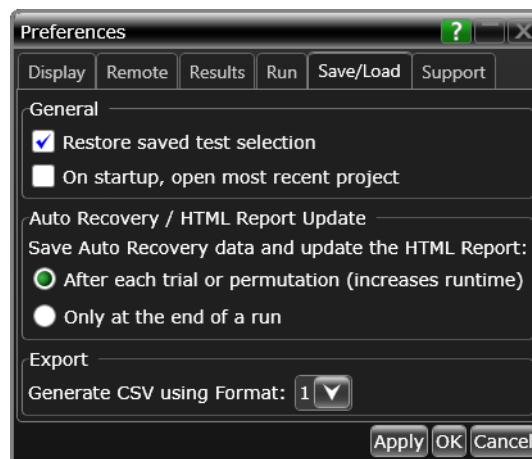 Preferences
?
Display Remote Results Run Save/Load Support
General
Restore saved test selection
On startup, open most recent project
Auto Recovery / HTML Report Update
Save Auto Recovery data and update the HTML Report:
After each trial or permutation (increases runtime)
Only at the end of a run
Export
Generate CSV using Format: 1
Apply OK Cancel